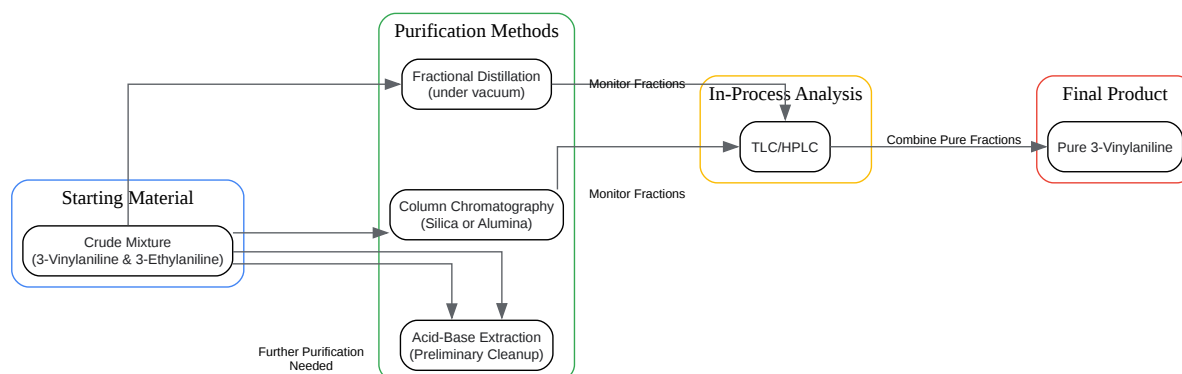 Purification Methods
Fractional Distillation
(under vacuum)
Monitor Fractions
In-Process Analysis
Final Product
TLC/HPLC
Combine Pure Fractions
Pure 3-Vinylaniline
Starting Material
Column Chromatography
(Silica or Alumina)
Monitor Fractions
Crude Mixture
(3-Vinylaniline & 3-Ethylaniline)
Acid-Base Extraction
(Preliminary Cleanup)
Further Purification
Needed